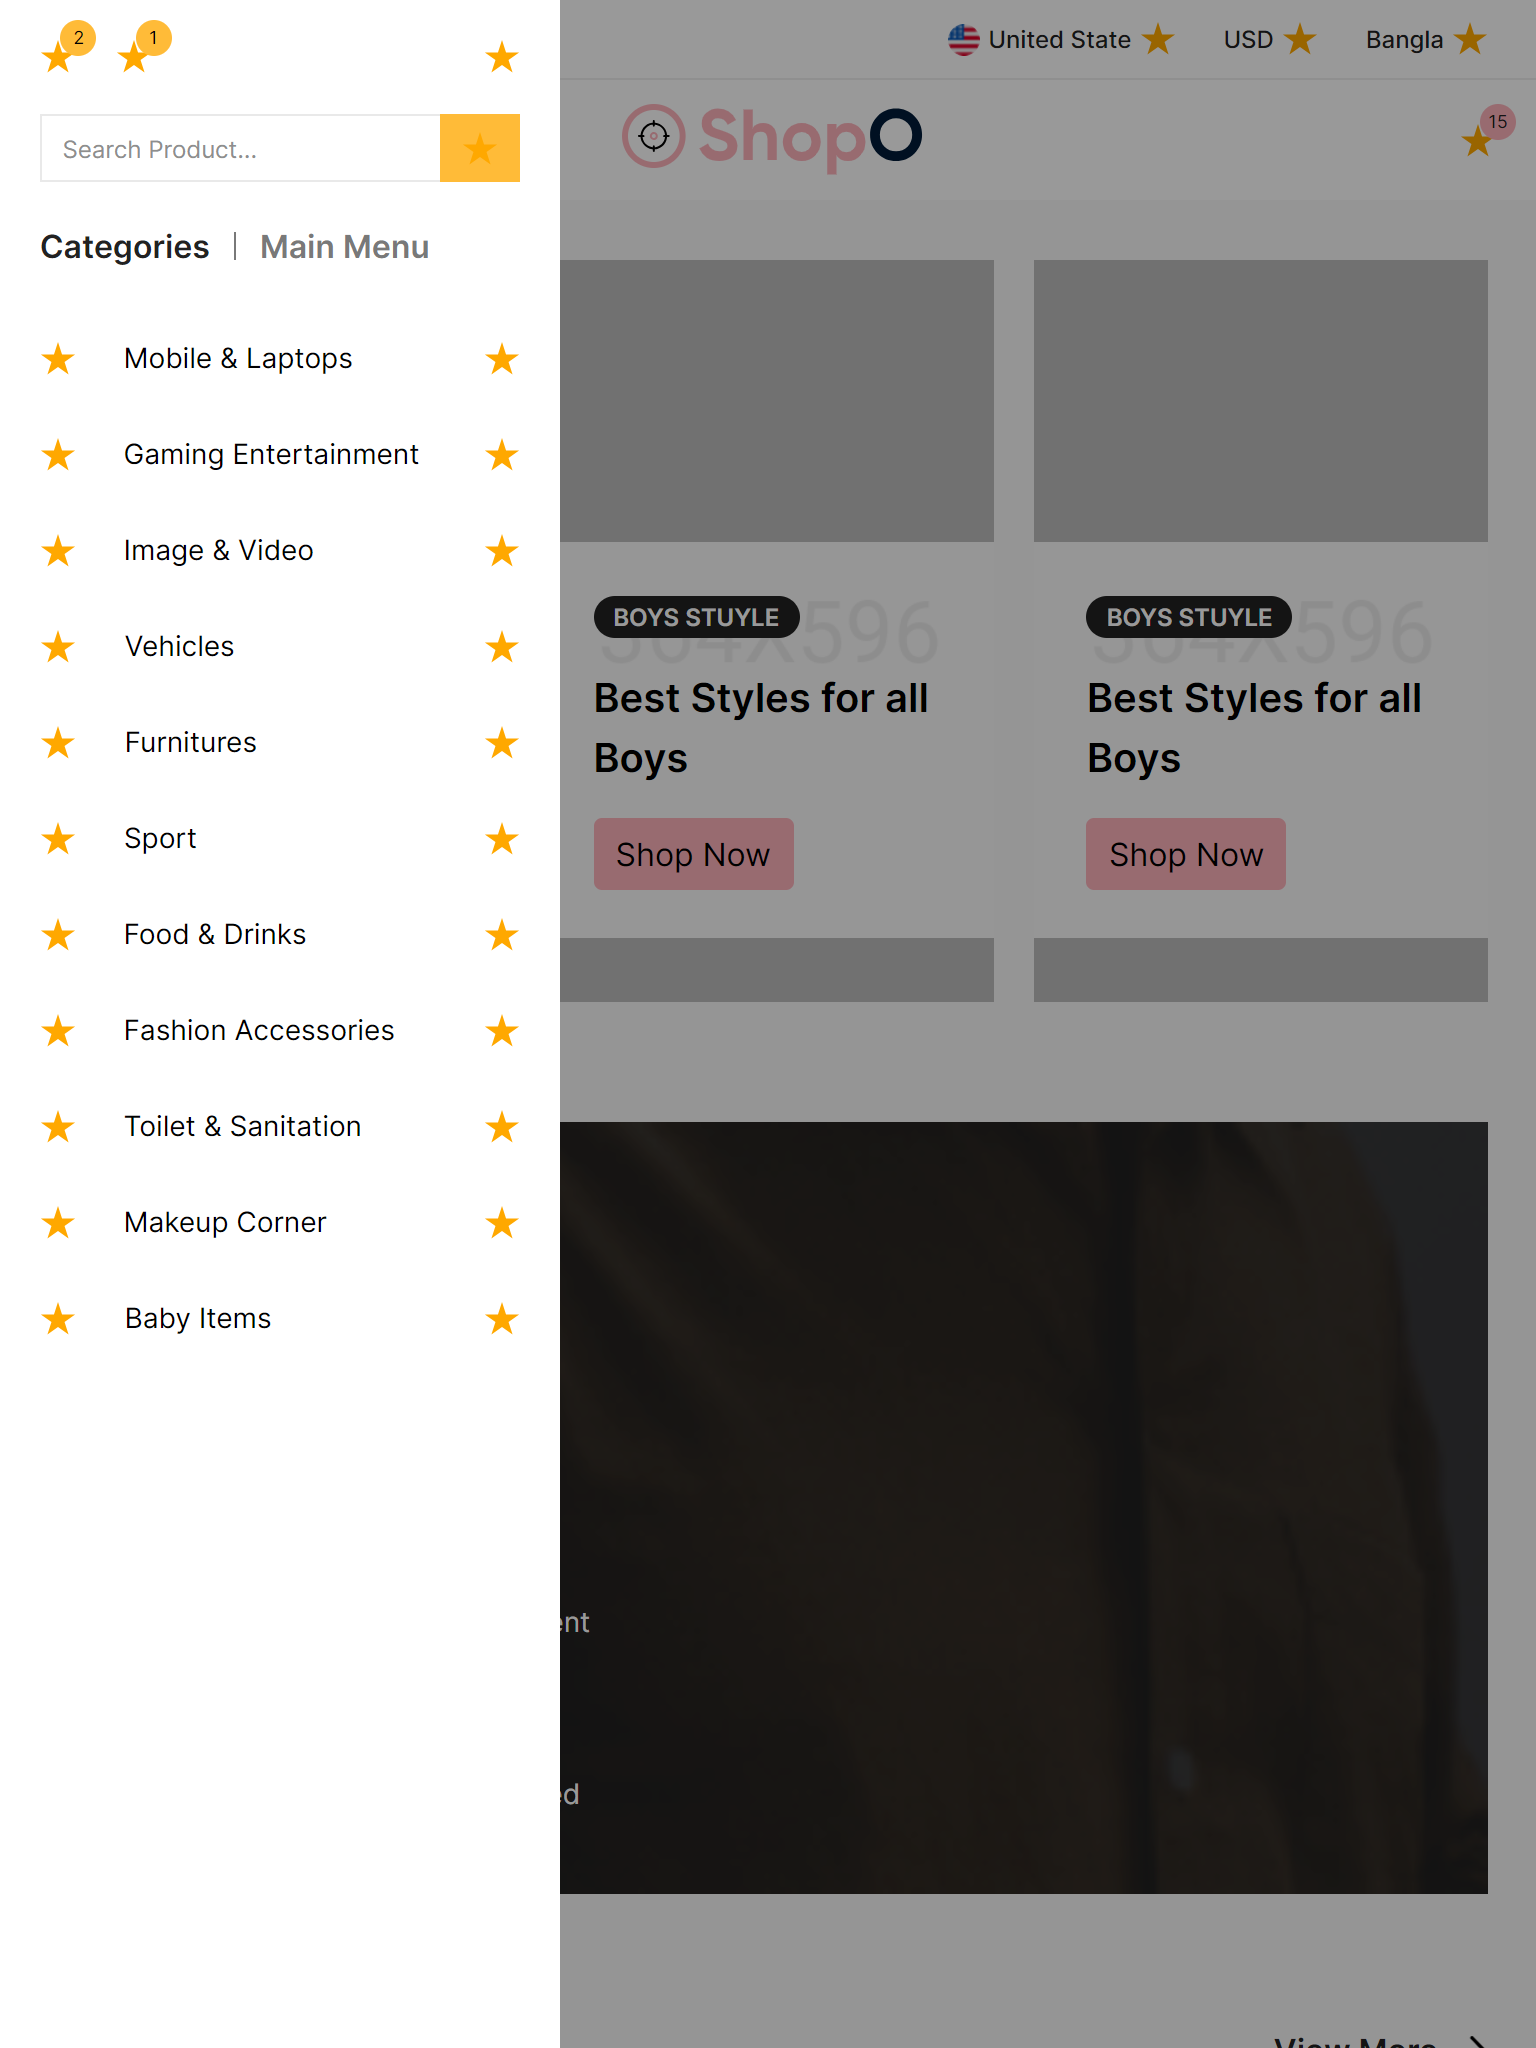 2
1
United State
USD
Bangla
Search Product...
ShopO
15
Categories
Main Menu
Mobile & Laptops
Gaming Entertainment
Image & Video
Vehicles
Furnitures
Sport
Food & Drinks
Fashion Accessories
Toilet & Sanitation
Makeup Corner
Baby Items
BOYS STUYLE
Best Styles for all
Boys
Shop Now
BOYS STUYLE
Best Styles for all
Boys
Shop Now
View More